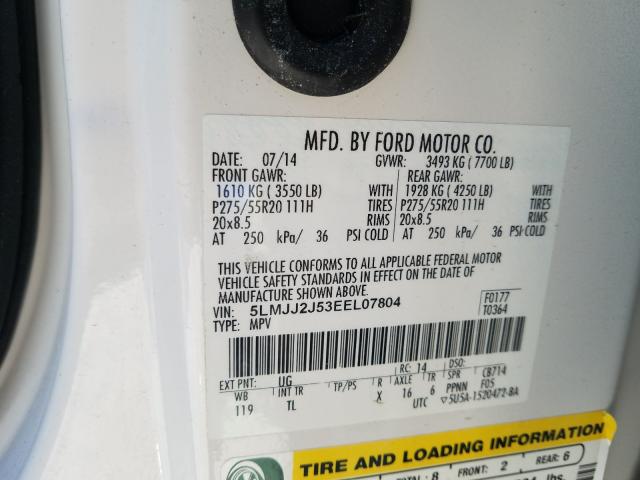 MFD. BY FORD MOTOR CO.
DATE: 07/14 GVWR: 3493 KG ( 7700 LB)
FRONT GAWR: REAR GAWR:
1610 KG ( 3550 LB) WITH 1928 KG ( 4250 LB) WITH
P275/55R20 111H TIRES P275/55R20 111H TIRES
20x8.5 RIMS 20x8.5 RIMS
AT 250 kPa/ 36 PSI COLD AT 250 kPa/ 36 PSI COLD
THIS VEHICLE CONFORMS TO ALL APPLICABLE FEDERAL MOTOR
VEHICLE SAFETY STANDARDS IN EFFECT ON THE DATE OF
MANUFACTURE SHOWN ABOVE.
VIN: 5LMJJ2J53EEL07804 F0177
TYPE: MPV T0364
EXT PNT: UG RC: 14 DSO:
WB INT TR TP/PS R AXLE TR SPR C8714
119 TL X 16 6 PPNN F05
UTC ▽5USA-1520472-BA
TIRE AND LOADING INFORMATION
TOTAL : 8 FRONT: 2 REAR: 6
lbs.